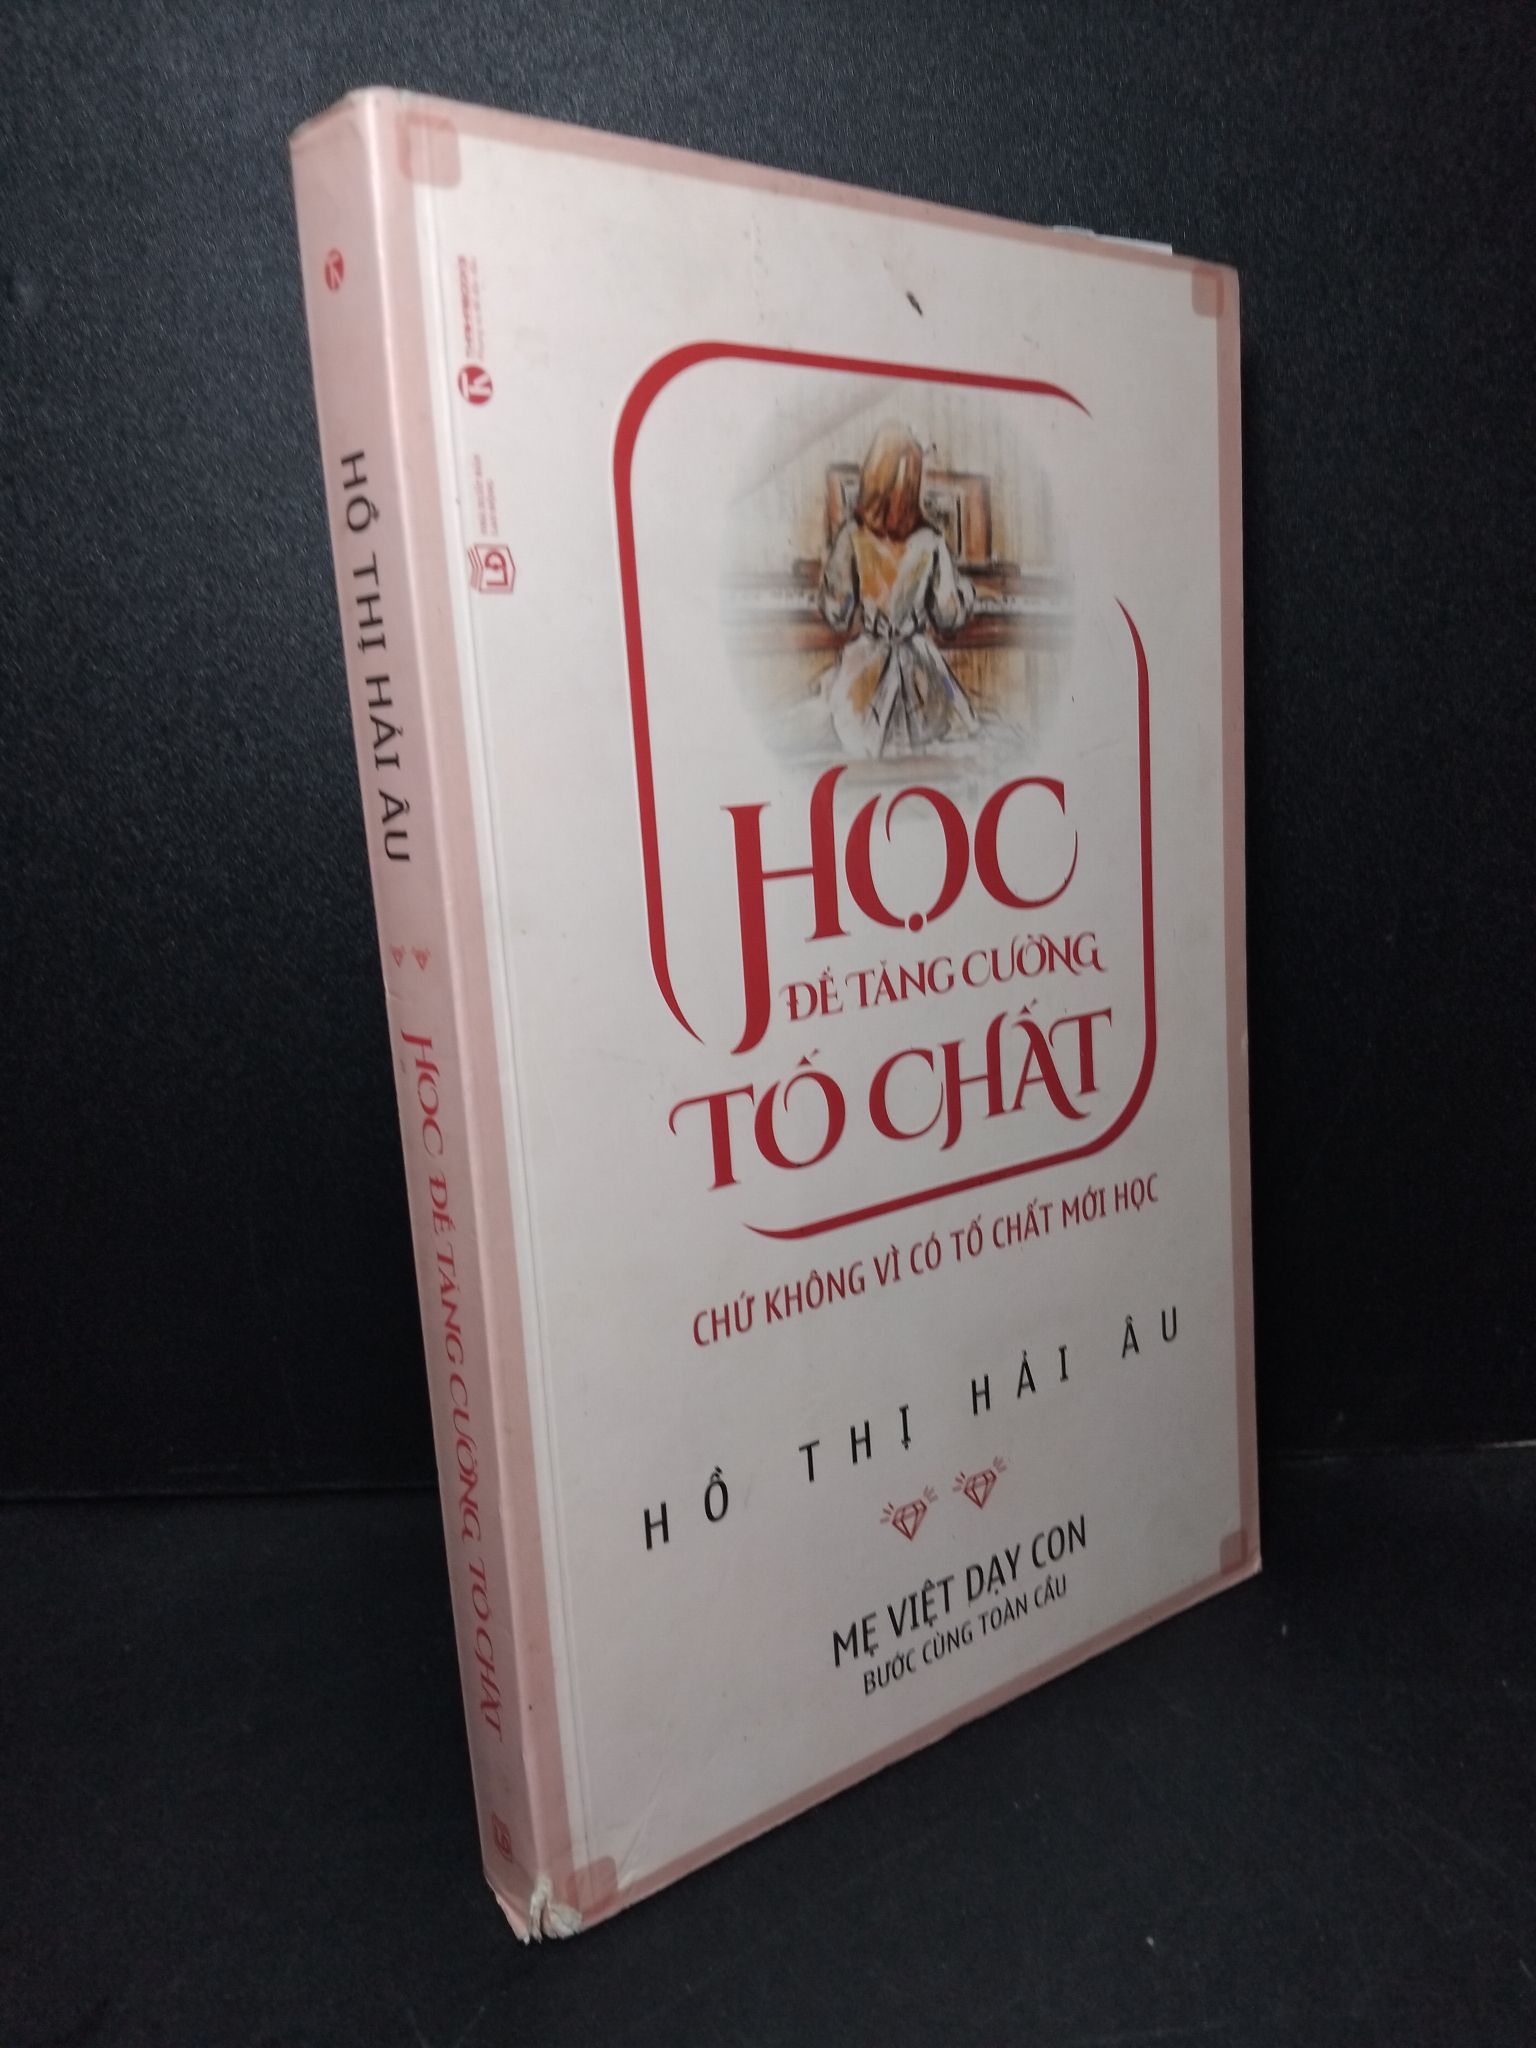 HỒ THỊ HẢI ÂU
HỌC ĐỂ TĂNG CƯỜNG TỐ CHẤT
HỌC
ĐỂ TĂNG CƯỜNG
TỐ CHẤT
CHỨ KHÔNG VÌ CÓ TỐ CHẤT MỚI HỌC
HỒ THỊ HẢI ÂU
MẸ VIỆT DẠY CON
BƯỚC CÙNG TOÀN CẦU